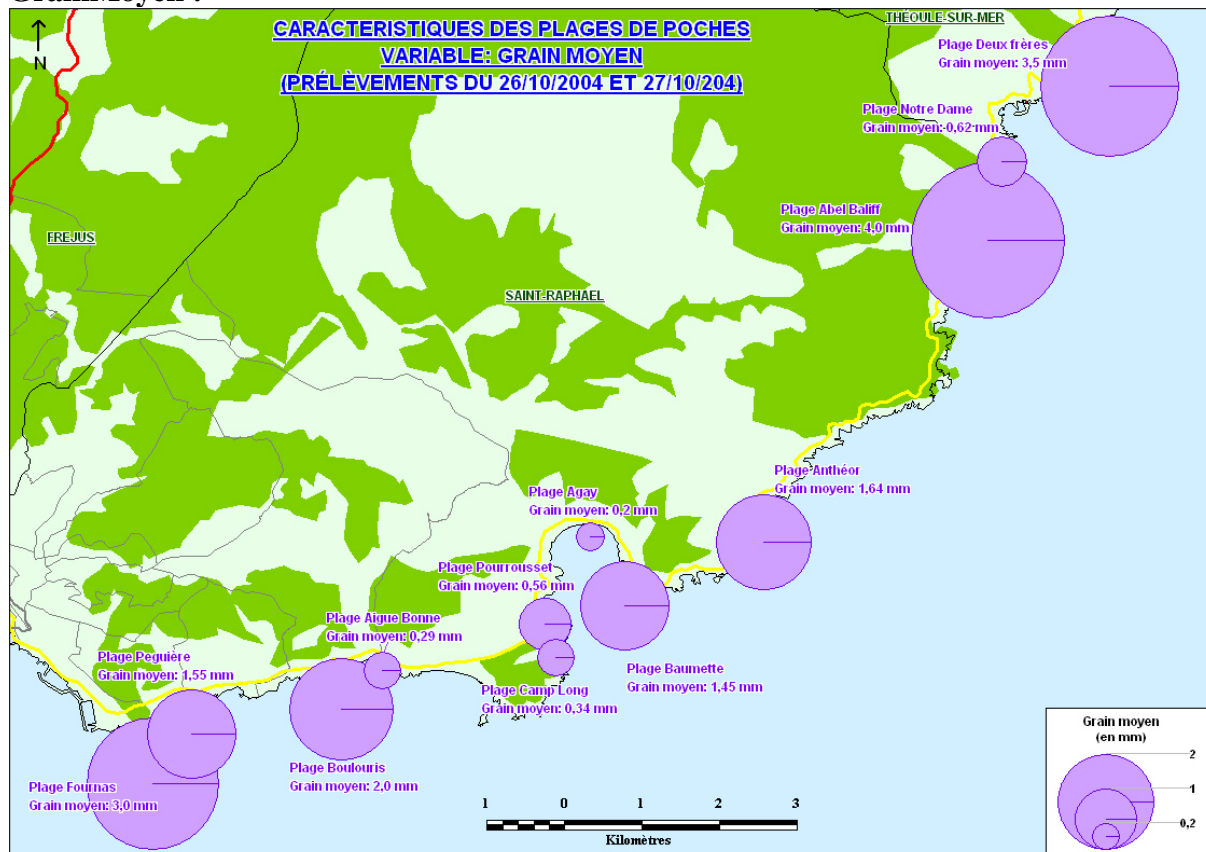 GrainMoyen :
CARACTERISTIQUES DES PLAGES DE POCHES
VARIABLE: GRAIN MOYEN
(PRÉLÈVEMENTS DU 26/10/2004 ET 27/10/204)
N
THÉOULE-SUR-MER
Plage Deux frères
Grain moyen: 3,5 mm
Plage Notre Dame
Grain moyen: 0,62 mm
Plage Abel Baliff
Grain moyen: 4,0 mm
FREJUS
SAINT-RAPHAEL
Plage Anthéor
Grain moyen: 1,64 mm
Plage Agay
Grain moyen: 0,2 mm
Plage Pourrousset
Grain moyen: 0,56 mm
Plage Aigue Bonne
Grain moyen: 0,29 mm
Plage Peguière
Grain moyen: 1,55 mm
Plage Baumette
Grain moyen: 1,45 mm
Plage Camp Long
Grain moyen: 0,34 mm
Plage Boulouris
Grain moyen: 2,0 mm
Plage Fournas
Grain moyen: 3,0 mm
1 0 1 2 3
Kilomètres
Grain moyen
(en mm)
2
1
0,2